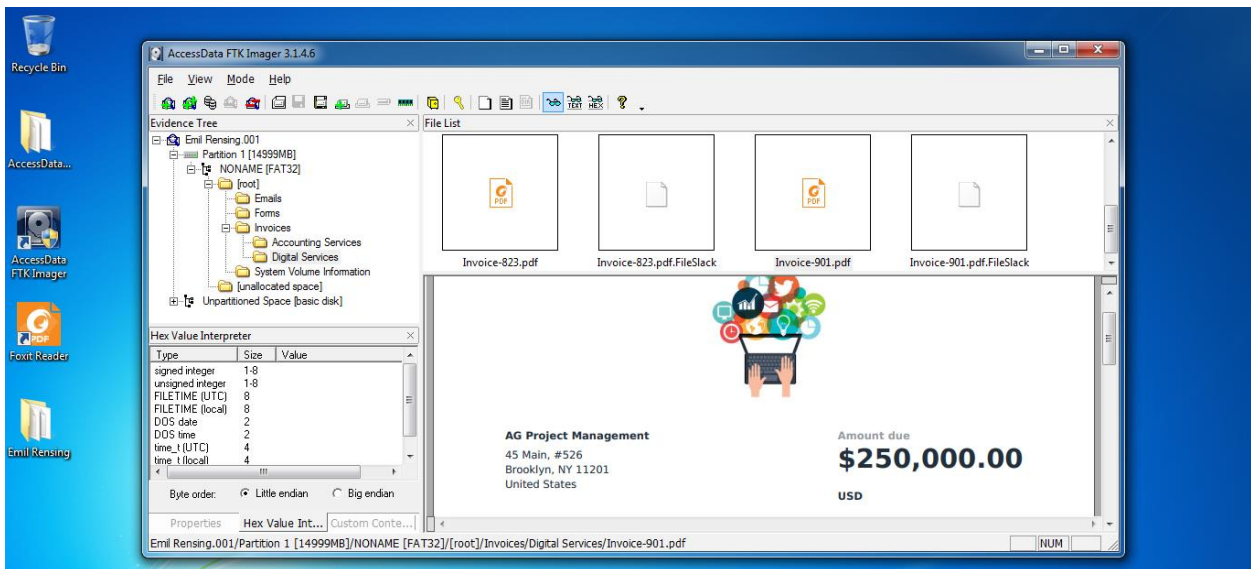 Recycle Bin
AccessData...
AccessData
FTK Imager
PDF
Foxit Reader
Emil Rensing
AccessData FTK Imager 3.1.4.6
File View Mode Help
TEXT HEX
Evidence Tree
Emil Rensing.001
Partition 1 [14999MB]
NONAME [FAT32]
[root]
Emails
Forms
Invoices
Accounting Services
Digital Services
System Volume Information
[unallocated space]
Unpartitioned Space [basic disk]
Hex Value Interpreter
Type Size Value
signed integer 1-8
unsigned integer 1-8
FILETIME (UTC) 8
FILETIME (local) 8
DOS date 2
DOS time 2
time_t (UTC) 4
time_t (local) 4
Byte order: Little endian Big endian
Properties Hex Value Int... Custom Conte...
File List
PDF PDF
Invoice-823.pdf Invoice-823.pdf.FileSlack Invoice-901.pdf Invoice-901.pdf.FileSlack
AG Project Management
45 Main, #526
Brooklyn, NY 11201
United States
Amount due
$250,000.00
USD
Emil Rensing.001/Partition 1 [14999MB]/NONAME [FAT32]/[root]/Invoices/Digital Services/Invoice-901.pdf
NUM